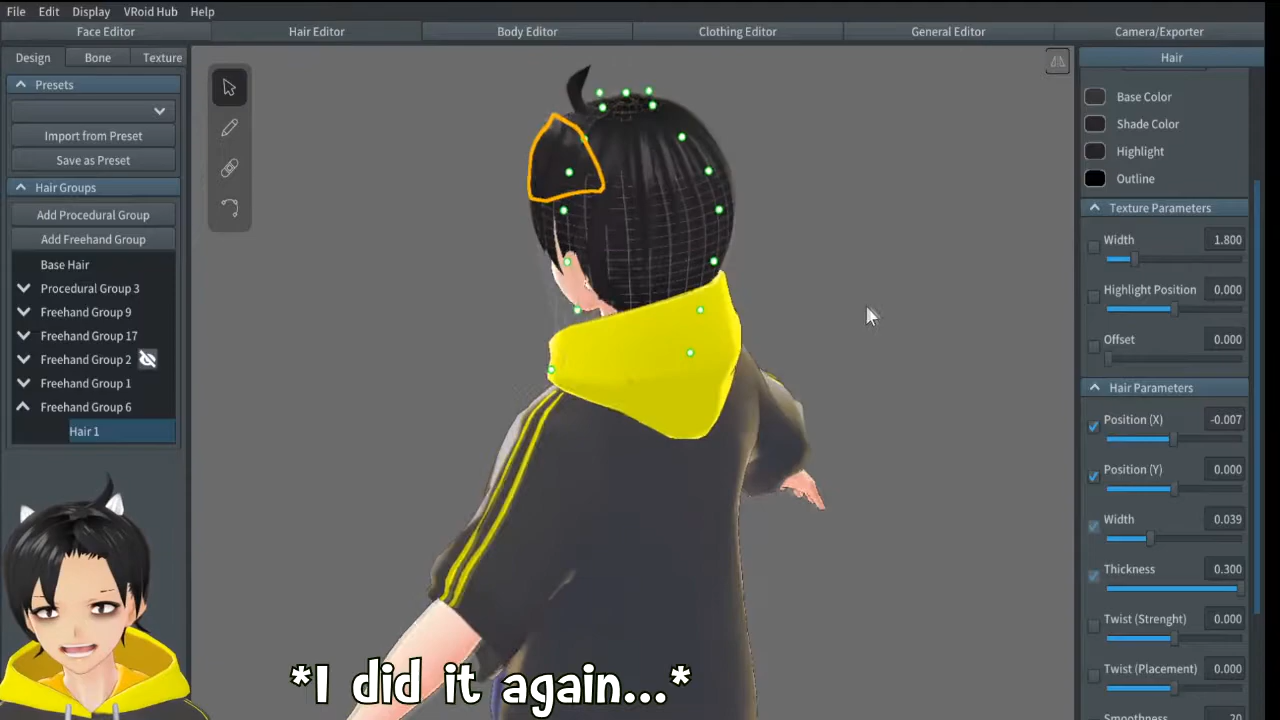 File Edit Display VRoid Hub Help
Face Editor Hair Editor Body Editor Clothing Editor General Editor Camera/Exporter
Design Bone Texture
Presets
Import from Preset
Save as Preset
Hair Groups
Add Procedural Group
Add Freehand Group
Base Hair
Procedural Group 3
Freehand Group 9
Freehand Group 17
Freehand Group 2
Freehand Group 1
Freehand Group 6
Hair 1
Hair
Base Color
Shade Color
Highlight
Outline
Texture Parameters
Width 1.800
Highlight Position 0.000
Offset 0.000
Hair Parameters
Position (X) -0.007
Position (Y) 0.000
Width 0.039
Thickness 0.300
Twist (Strenght) 0.000
Twist (Placement) 0.000
Smoothness 20
*I did it again...*